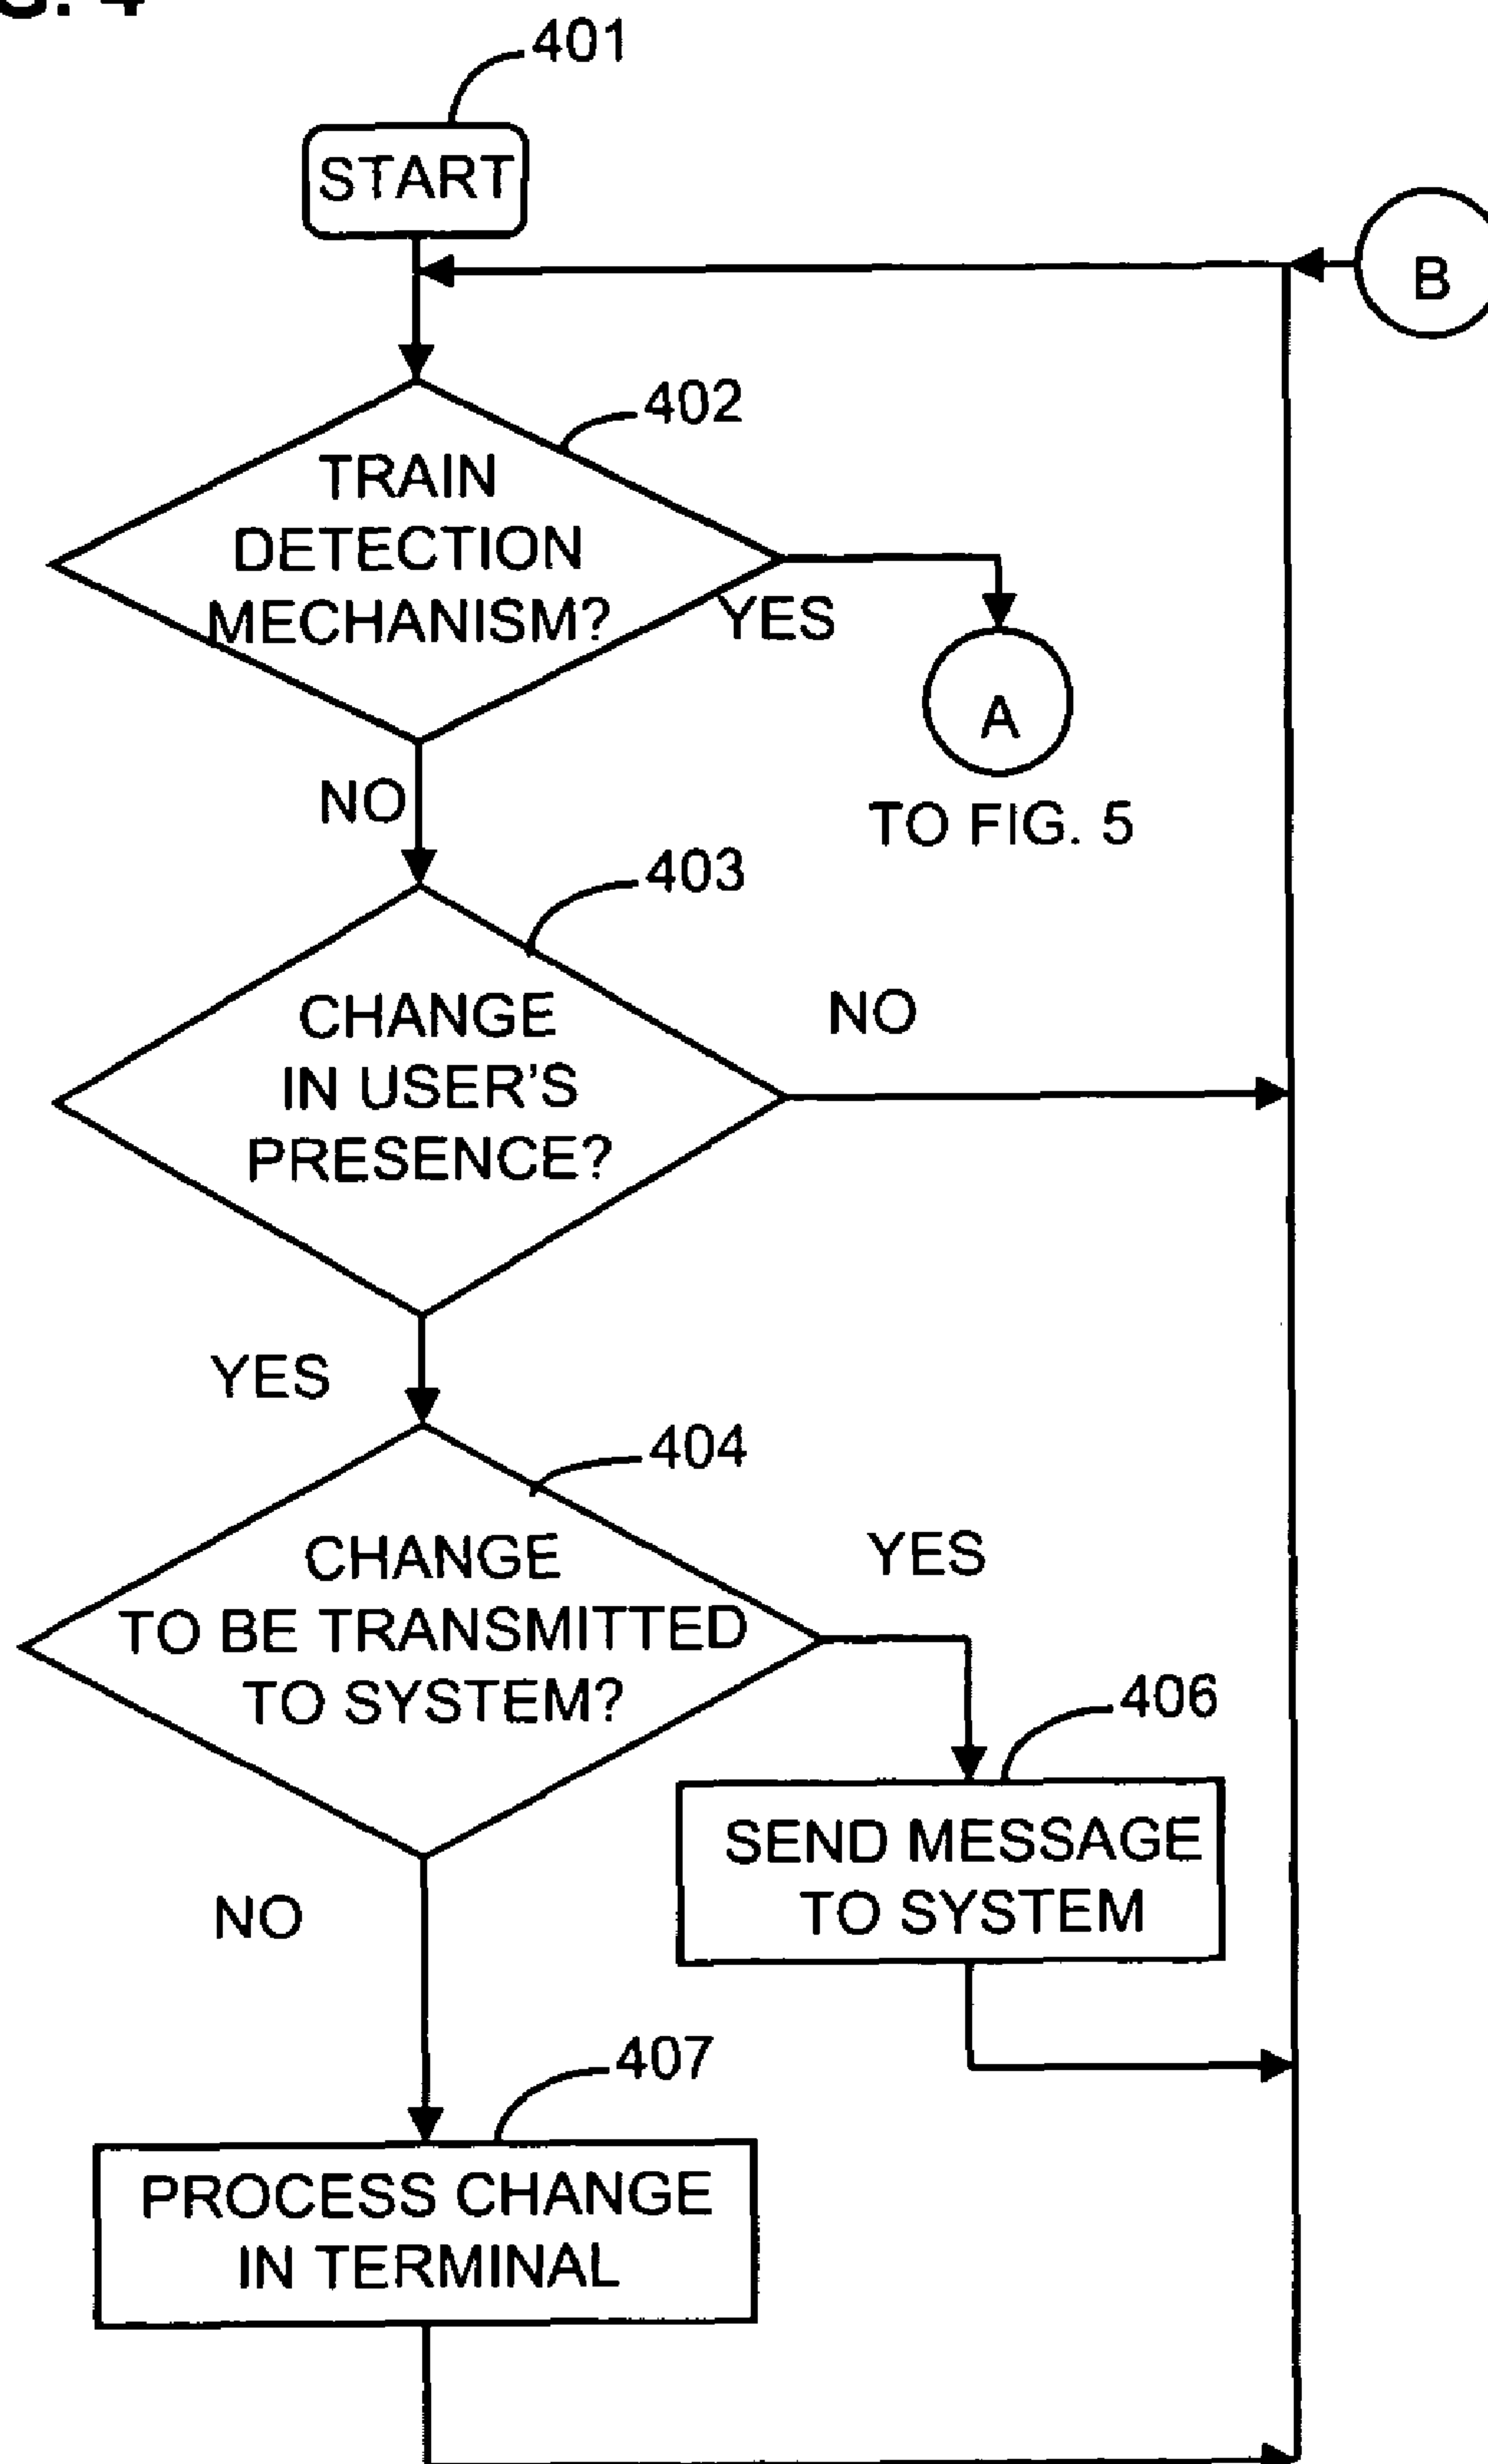 401
START
B
402
TRAIN
DETECTION
MECHANISM?
YES
A
NO
TO FIG. 5
403
CHANGE
IN USER'S
PRESENCE?
NO
YES
404
CHANGE
TO BE TRANSMITTED
TO SYSTEM?
YES
406
SEND MESSAGE
TO SYSTEM
NO
407
PROCESS CHANGE
IN TERMINAL